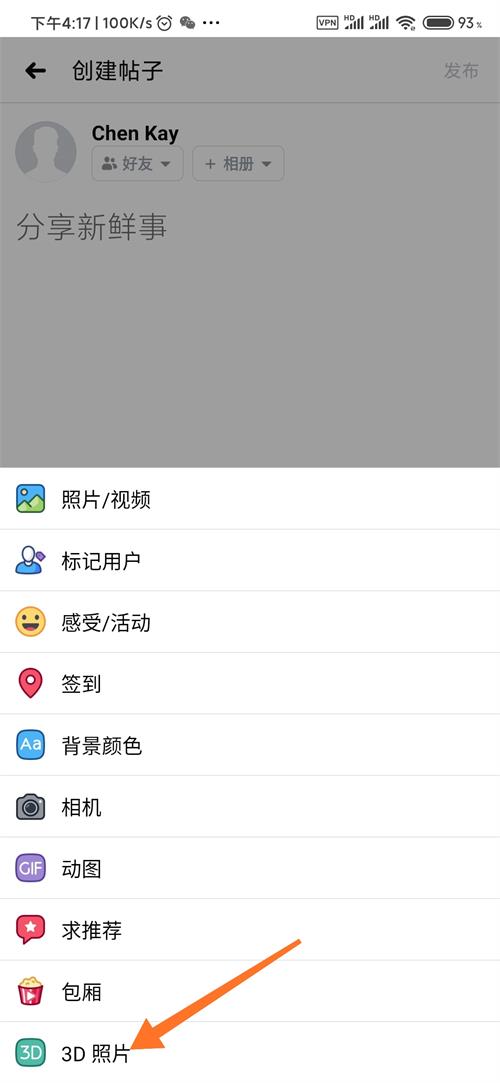 下午4:17 | 100K/s ... VPN HD HD 93%
创建帖子 发布
Chen Kay
好友 + 相册
分享新鲜事
照片/视频
标记用户
感受/活动
签到
Aa 背景颜色
相机
GIF 动图
求推荐
包厢
3D 3D 照片